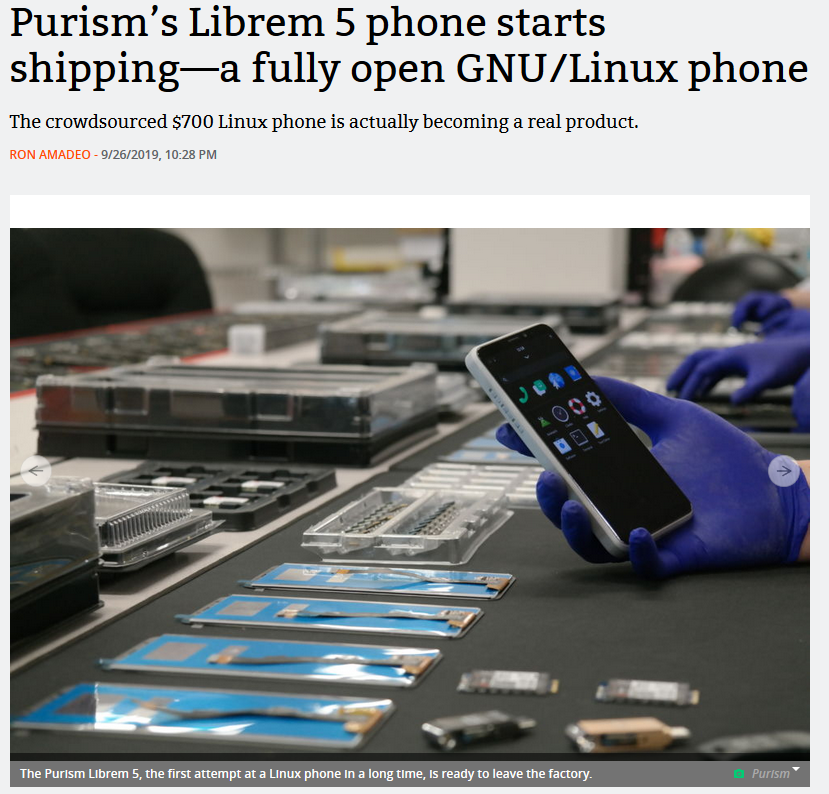 Purism’s Librem 5 phone starts
shipping—a fully open GNU/Linux phone
The crowdsourced $700 Linux phone is actually becoming a real product.
RON AMADEO - 9/26/2019, 10:28 PM
The Purism Librem 5, the first attempt at a Linux phone in a long time, is ready to leave the factory.
Purism